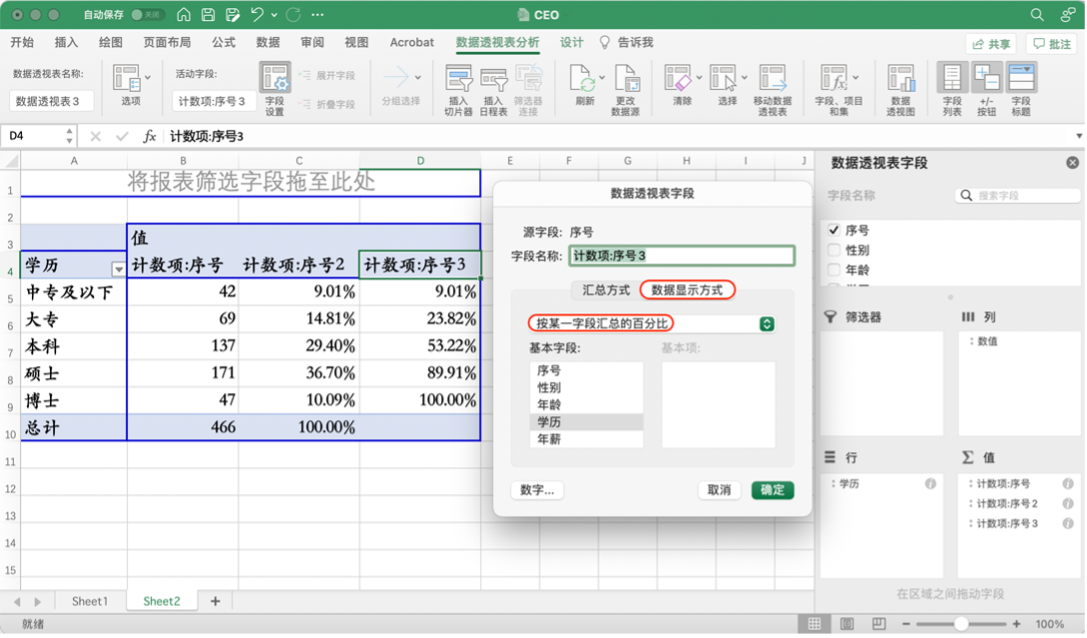 自动保存 关闭 CEO
开始 插入 绘图 页面布局 公式 数据 审阅 视图 Acrobat 数据透视表分析 设计 告诉我 共享 批注
数据透视表名称:
数据透视表3
选项
活动字段:
计数项:序号3
字段
设置
展开字段
折叠字段
分组选择
插入
切片器
插入
日程表
筛选器
连接
刷新
更改
数据源
清除
选择
移动数据
透视表
字段、项目
和集
数据
透视图
字段
列表
+/-
按钮
字段
标题
D4 fx 计数项:序号3
A B C D E F G H I J
1 将报表筛选字段拖至此处
2
3 值
4 学历 计数项:序号 计数项:序号2 计数项:序号3
5 中专及以下 42 9.01% 9.01%
6 大专 69 14.81% 23.82%
7 本科 137 29.40% 53.22%
8 硕士 171 36.70% 89.91%
9 博士 47 10.09% 100.00%
10 总计 466 100.00%
11
12
13
14
15
数据透视表字段
源字段: 序号
字段名称: 计数项:序号3
汇总方式 数据显示方式
按某一字段汇总的百分比
基本字段: 基本项:
序号
性别
年龄
学历
年薪
数字... 取消 确定
数据透视表字段
字段名称 搜索字段
序号
性别
年龄
筛选器 列
数值
行 Σ 值
学历 计数项:序号
计数项:序号2
计数项:序号3
在区域之间拖动字段
Sheet1 Sheet2 +
就绪 100%